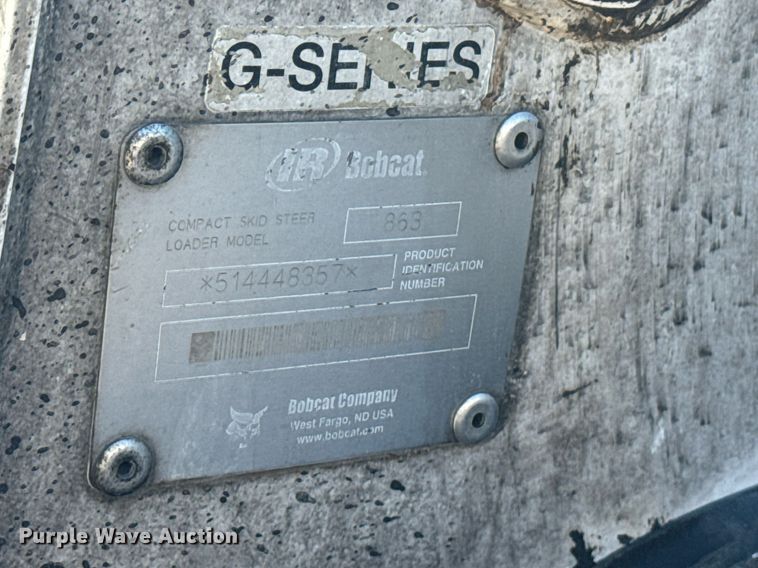 G-SERIES
IR Bobcat
COMPACT SKID STEER
LOADER MODEL
863
*514448357*
PRODUCT
IDENTIFICATION
NUMBER
Bobcat Company
West Fargo, ND USA
www.bobcat.com
Purple Wave Auction